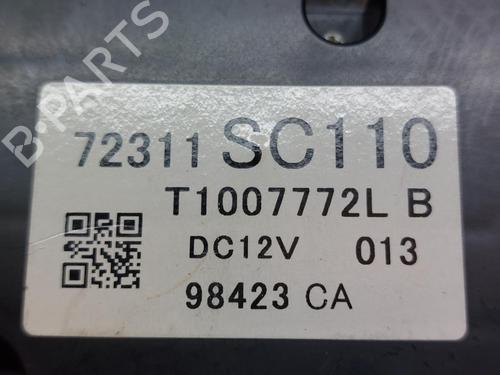 B-PARTS
72311 SC110
T1007772L B
DC12V 013
98423 CA